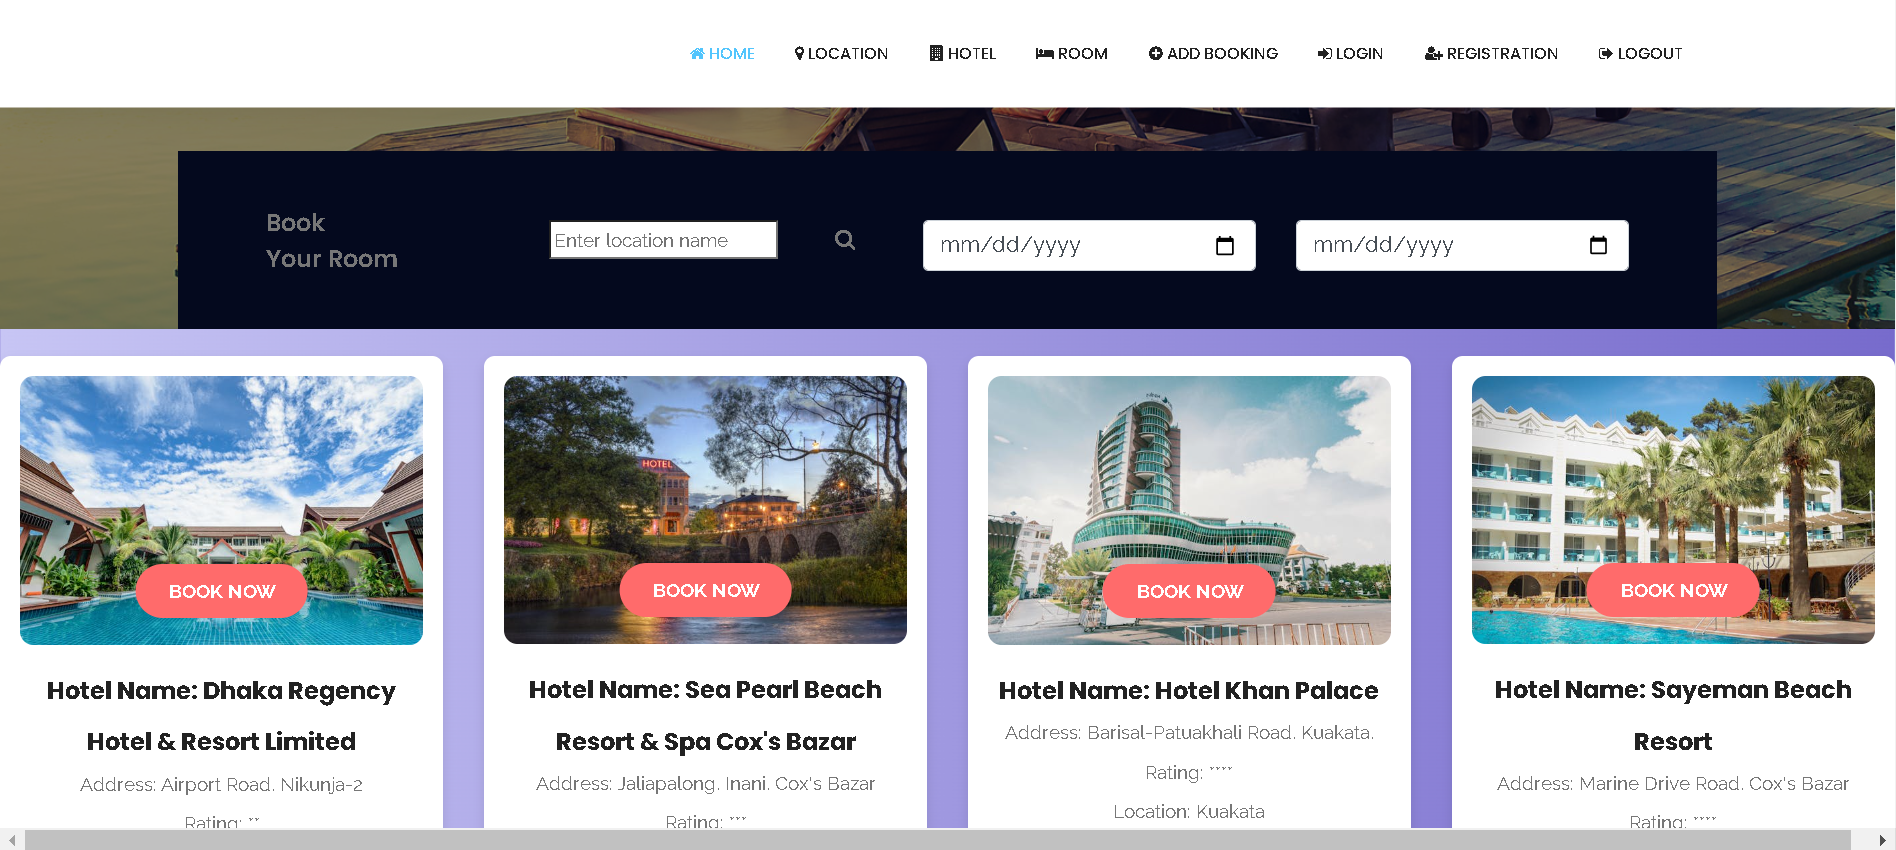 HOME LOCATION HOTEL ROOM ADD BOOKING LOGIN REGISTRATION LOGOUT
Book
Your Room
Enter location name
mm/dd/yyyy
mm/dd/yyyy
HOTEL
BOOK NOW
BOOK NOW
BOOK NOW
BOOK NOW
Hotel Name: Dhaka Regency
Hotel & Resort Limited
Address: Airport Road, Nikunja-2
Rating: **
Hotel Name: Sea Pearl Beach
Resort & Spa Cox's Bazar
Address: Jaliapalong, Inani, Cox's Bazar
Rating: ***
Hotel Name: Hotel Khan Palace
Address: Barisal-Patuakhali Road, Kuakata.
Rating: ****
Location: Kuakata
Hotel Name: Sayeman Beach
Resort
Address: Marine Drive Road, Cox's Bazar
Rating: ****